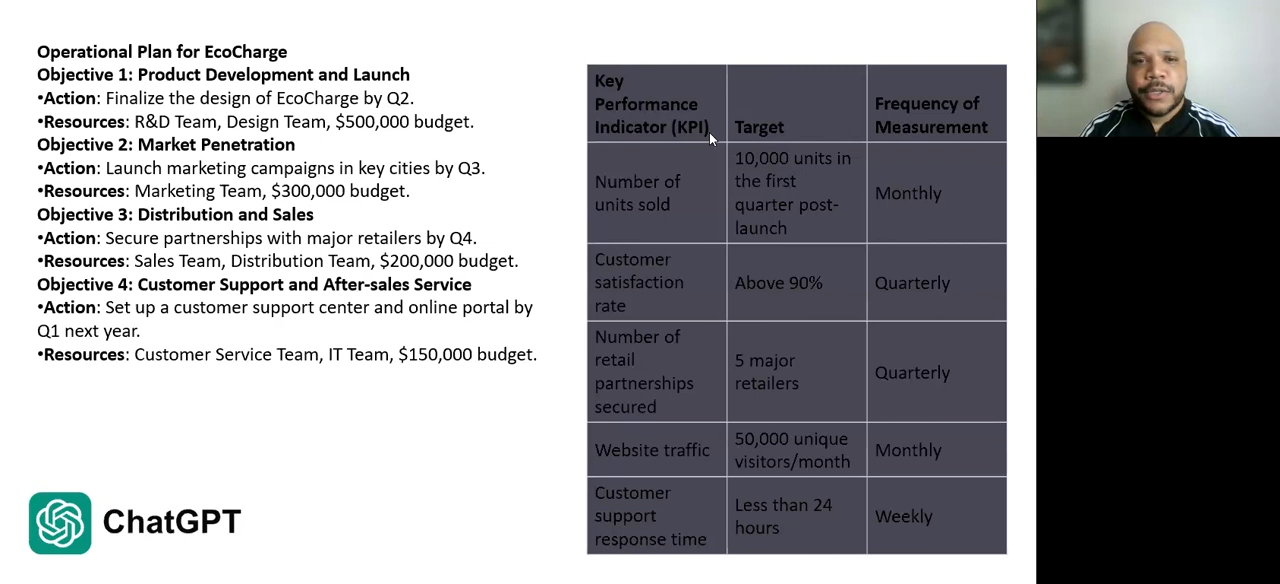 Operational Plan for EcoCharge
Objective 1: Product Development and Launch
•Action: Finalize the design of EcoCharge by Q2.
•Resources: R&D Team, Design Team, $500,000 budget.
Objective 2: Market Penetration
•Action: Launch marketing campaigns in key cities by Q3.
•Resources: Marketing Team, $300,000 budget.
Objective 3: Distribution and Sales
•Action: Secure partnerships with major retailers by Q4.
•Resources: Sales Team, Distribution Team, $200,000 budget.
Objective 4: Customer Support and After-sales Service
•Action: Set up a customer support center and online portal by
Q1 next year.
•Resources: Customer Service Team, IT Team, $150,000 budget.
ChatGPT
Key
Performance
Indicator (KPI)
Target
Frequency of
Measurement
Number of
units sold
10,000 units in
the first
quarter post-
launch
Monthly
Customer
satisfaction
rate
Above 90%
Quarterly
Number of
retail
partnerships
secured
5 major
retailers
Quarterly
Website traffic
50,000 unique
visitors/month
Monthly
Customer
support
response time
Less than 24
hours
Weekly